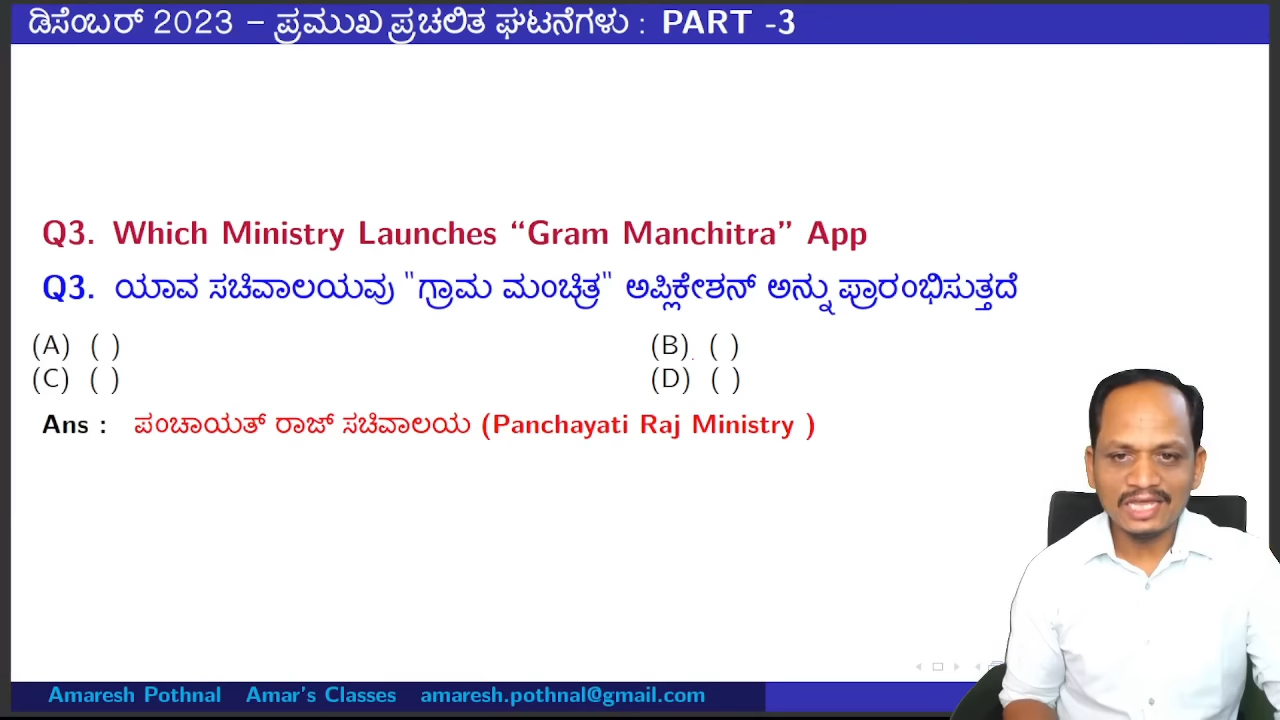 ಡಿಸೆಂಬರ್ 2023 – ಪ್ರಮುಖ ಪ್ರಚಲಿತ ಘಟನೆಗಳು : PART -3
Q3. Which Ministry Launches “Gram Manchitra” App
Q3. ಯಾವ ಸಚಿವಾಲಯವು "ಗ್ರಾಮ ಮಂಚಿತ್ರ" ಅಪ್ಲಿಕೇಶನ್ ಅನ್ನು ಪ್ರಾರಂಭಿಸುತ್ತದೆ
(A) ( ) (B) ( )
(C) ( ) (D) ( )
Ans : ಪಂಚಾಯತ್ ರಾಜ್ ಸಚಿವಾಲಯ (Panchayati Raj Ministry )
Amaresh Pothnal Amar's Classes amaresh.pothnal@gmail.com